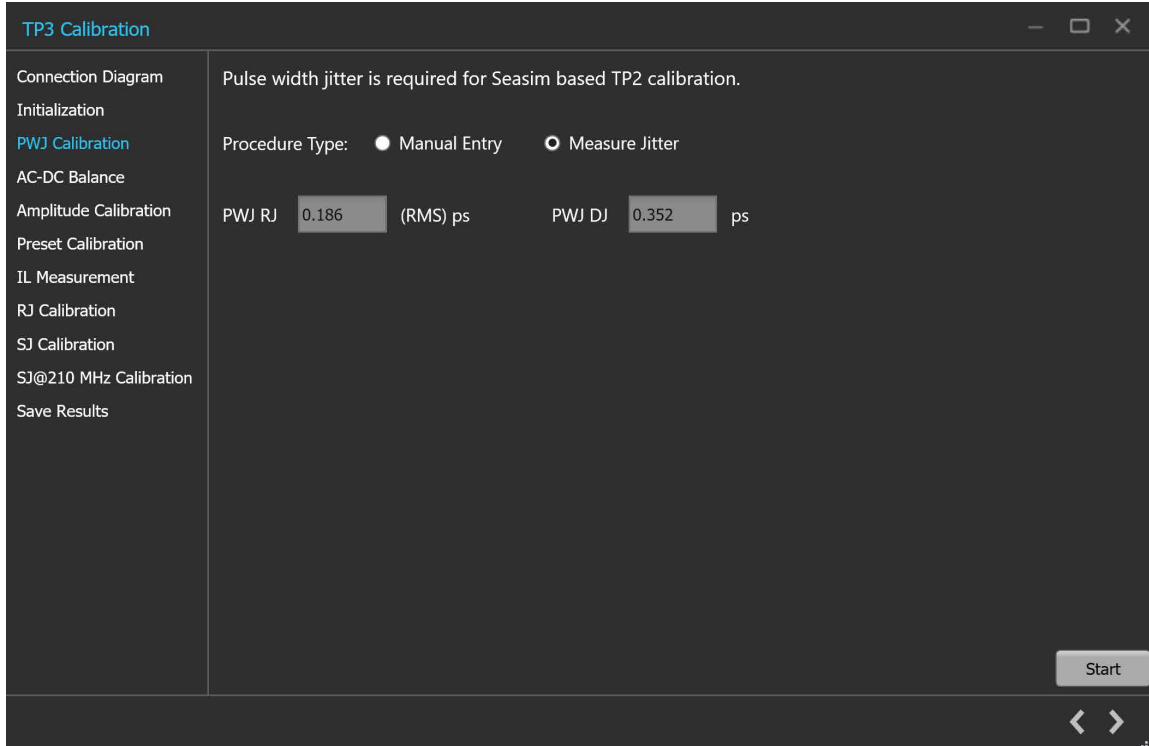 TP3 Calibration
Connection Diagram
Initialization
PWJ Calibration
AC-DC Balance
Amplitude Calibration
Preset Calibration
IL Measurement
RJ Calibration
SJ Calibration
SJ@210 MHz Calibration
Save Results
Pulse width jitter is required for Seasim based TP2 calibration.
Procedure Type: Manual Entry Measure Jitter
PWJ RJ 0.186 (RMS) ps PWJ DJ 0.352 ps
Start